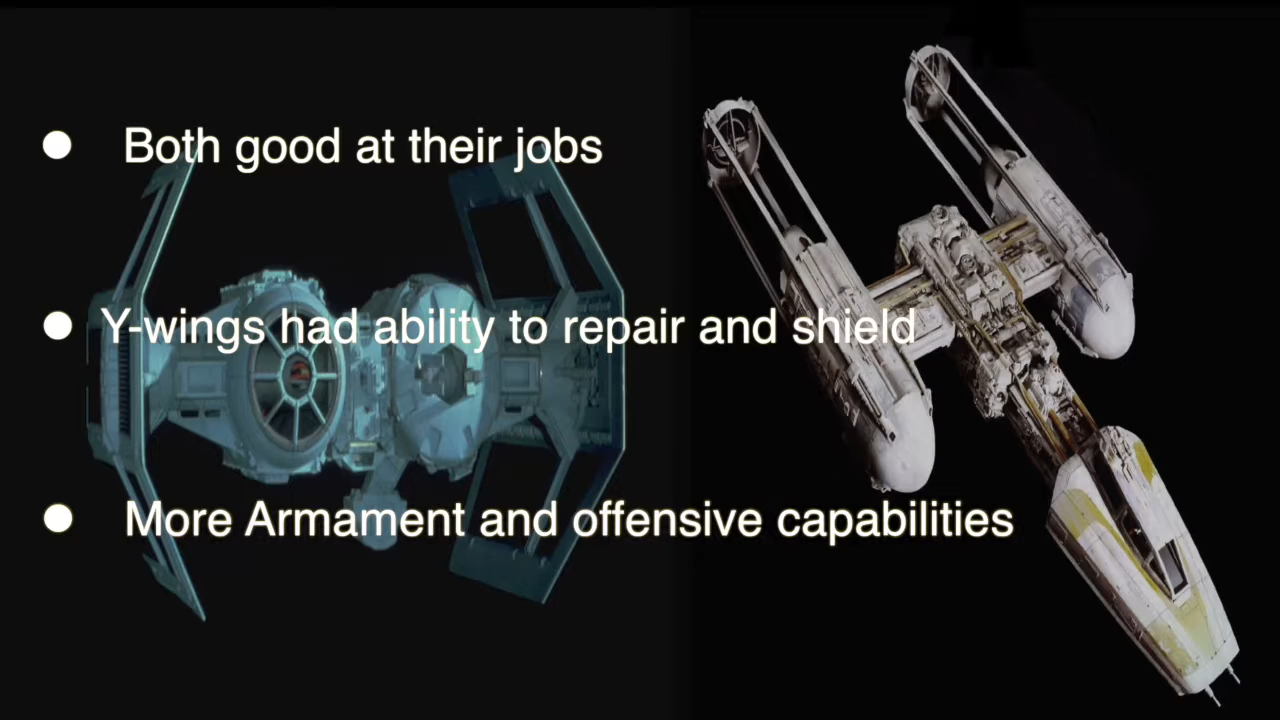 ● Both good at their jobs
● Y-wings had ability to repair and shield
● More Armament and offensive capabilities